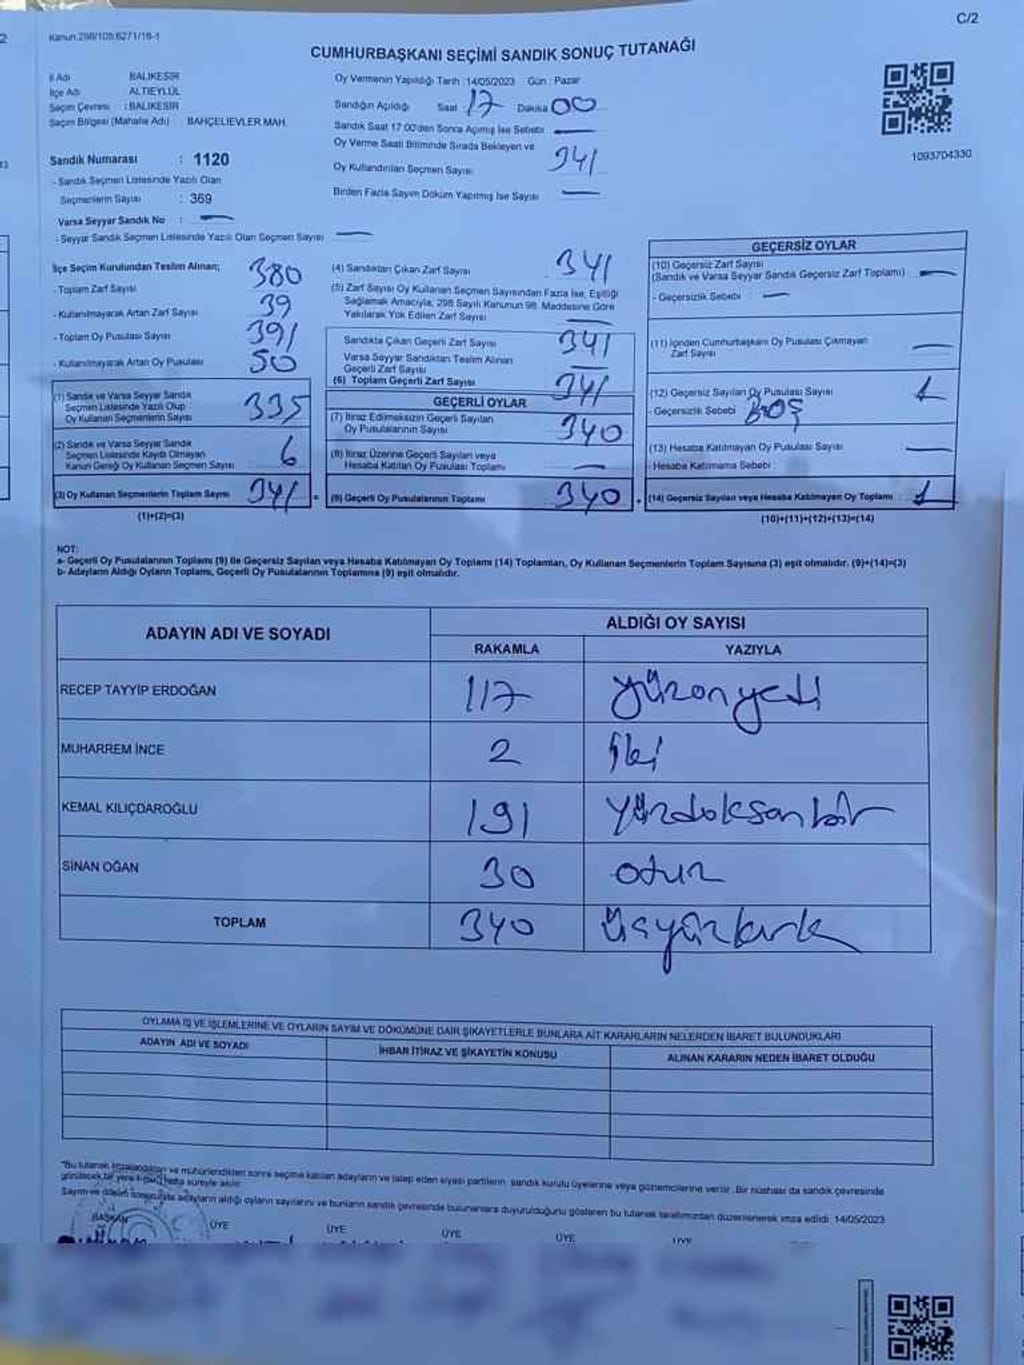 C/2
Kanun:298/105;6271/18-1
CUMHURBAŞKANI SEÇİMİ SANDIK SONUÇ TUTANAĞI
İl Adı BALIKESİR
İlçe Adı ALTIEYLÜL
Seçim Çevresi : BALIKESİR
Seçim Bölgesi (Mahalle Adı) BAHÇELİEVLER MAH.
Sandık Numarası : 1120
- Sandık Seçmen Listesinde Yazılı Olan
Seçmenlerin Sayısı : 369
Varsa Seyyar Sandık No : —
- Seyyar Sandık Seçmen Listesinde Yazılı Olan Seçmen Sayısı —
Oy Vermenin Yapıldığı Tarih : 14/05/2023 Gün : Pazar
Sandığın Açıldığı Saat 17 Dakika 00
Sandık Saat 17:00'den Sonra Açımış İse Sebebi —
Oy Verme Saati Bitiminde Sırada Bekleyen ve
Oy Kullandırılan Seçmen Sayısı 341
Birden Fazla Sayım Döküm Yapılmış İse Sayısı —
1093704330
İlçe Seçim Kurulundan Teslim Alınan;
- Toplam Zarf Sayısı 380
- Kullanılmayarak Artan Zarf Sayısı 39
- Toplam Oy Pusulası Sayısı 391
- Kullanılmayarak Artan Oy Pusulası 50
(1) Sandık ve Varsa Seyyar Sandık
Seçmen Listesinde Yazılı Olup
Oy Kullanan Seçmenlerin Sayısı 335
(2) Sandık ve Varsa Seyyar Sandık
Seçmen Listesinde Kayıtlı Olmayan
Kanun Gereği Oy Kullanan Seçmen Sayısı 6
(3) Oy Kullanan Seçmenlerin Toplam Sayısı 341 =
(1)+(2)=(3)
(4) Sandıktan Çıkan Zarf Sayısı 341
(5) Zarf Sayısı Oy Kullanan Seçmen Sayısından Fazla İse, Eşitliği
Sağlamak Amacıyla, 298 Sayılı Kanunun 98. Maddesine Göre
Yakılarak Yok Edilen Zarf Sayısı —
Sandıkta Çıkan Geçerli Zarf Sayısı 341
Varsa Seyyar Sandıktan Teslim Alınan
Geçerli Zarf Sayısı —
(6) Toplam Geçerli Zarf Sayısı 341
GEÇERLİ OYLAR
(7) İtiraz Edilmeksizin Geçerli Sayılan
Oy Pusulalarının Sayısı 340
(8) İtiraz Üzerine Geçerli Sayılan veya
Hesaba Katılan Oy Pusulası Toplamı —
(9) Geçerli Oy Pusulalarının Toplamı 340 +
GEÇERSİZ OYLAR
(10) Geçersiz Zarf Sayısı
(Sandık ve Varsa Seyyar Sandık Geçersiz Zarf Toplamı) —
- Geçersizlik Sebebi —
(11) İçinden Cumhurbaşkanı Oy Pusulası Çıkmayan
Zarf Sayısı —
(12) Geçersiz Sayılan Oy Pusulası Sayısı 1
- Geçersizlik Sebebi BOŞ
(13) Hesaba Katılmayan Oy Pusulası Sayısı —
- Hesaba Katılmama Sebebi
(14) Geçersiz Sayılan veya Hesaba Katılmayan Oy Toplamı 1
(10)+(11)+(12)+(13)=(14)
NOT:
a- Geçerli Oy Pusulalarının Toplamı (9) ile Geçersiz Sayılan veya Hesaba Katılmayan Oy Toplamı (14) Toplamları, Oy Kullanan Seçmenlerin Toplam Sayısına (3) eşit olmalıdır. (9)+(14)=(3)
b- Adayların Aldığı Oyların Toplamı, Geçerli Oy Pusulalarının Toplamına (9) eşit olmalıdır.
ADAYIN ADI VE SOYADI ALDIĞI OY SAYISI
RAKAMLA YAZIYLA
RECEP TAYYİP ERDOĞAN 117 yüzonyedi
MUHARREM İNCE 2 iki
KEMAL KILIÇDAROĞLU 191 yüzdoksanbir
SİNAN OĞAN 30 otuz
TOPLAM 340 üçyüzkırk
OYLAMA İŞ VE İŞLEMLERİNE VE OYLARIN SAYIM VE DÖKÜMÜNE DAİR ŞİKAYETLERLE BUNLARA AİT KARARLARIN NELERDEN İBARET BULUNDUKLARI
ADAYIN ADI VE SOYADI İHBAR İTİRAZ VE ŞİKAYETİN KONUSU ALINAN KARARIN NEDEN İBARET OLDUĞU
"Bu tutanak imzalandıktan ve mühürlendikten sonra seçime katılan adayların ve talep eden siyasi partilerin, sandık kurulu üyelerine veya gözlemcilerine verilir. Bir nüshası da sandık çevresinde
görülecek bir yere 1 (bir) hafta süreyle asılır.
Sayım ve döküm sonucuyla adayların aldığı oyların sayılarını ve bunların sandık çevresinde bulunanlara duyurulduğunu gösteren bu tutanak tarafımızdan düzenlenerek imza edildi. 14/05/2023
BAŞKAN ÜYE ÜYE ÜYE ÜYE ÜYE